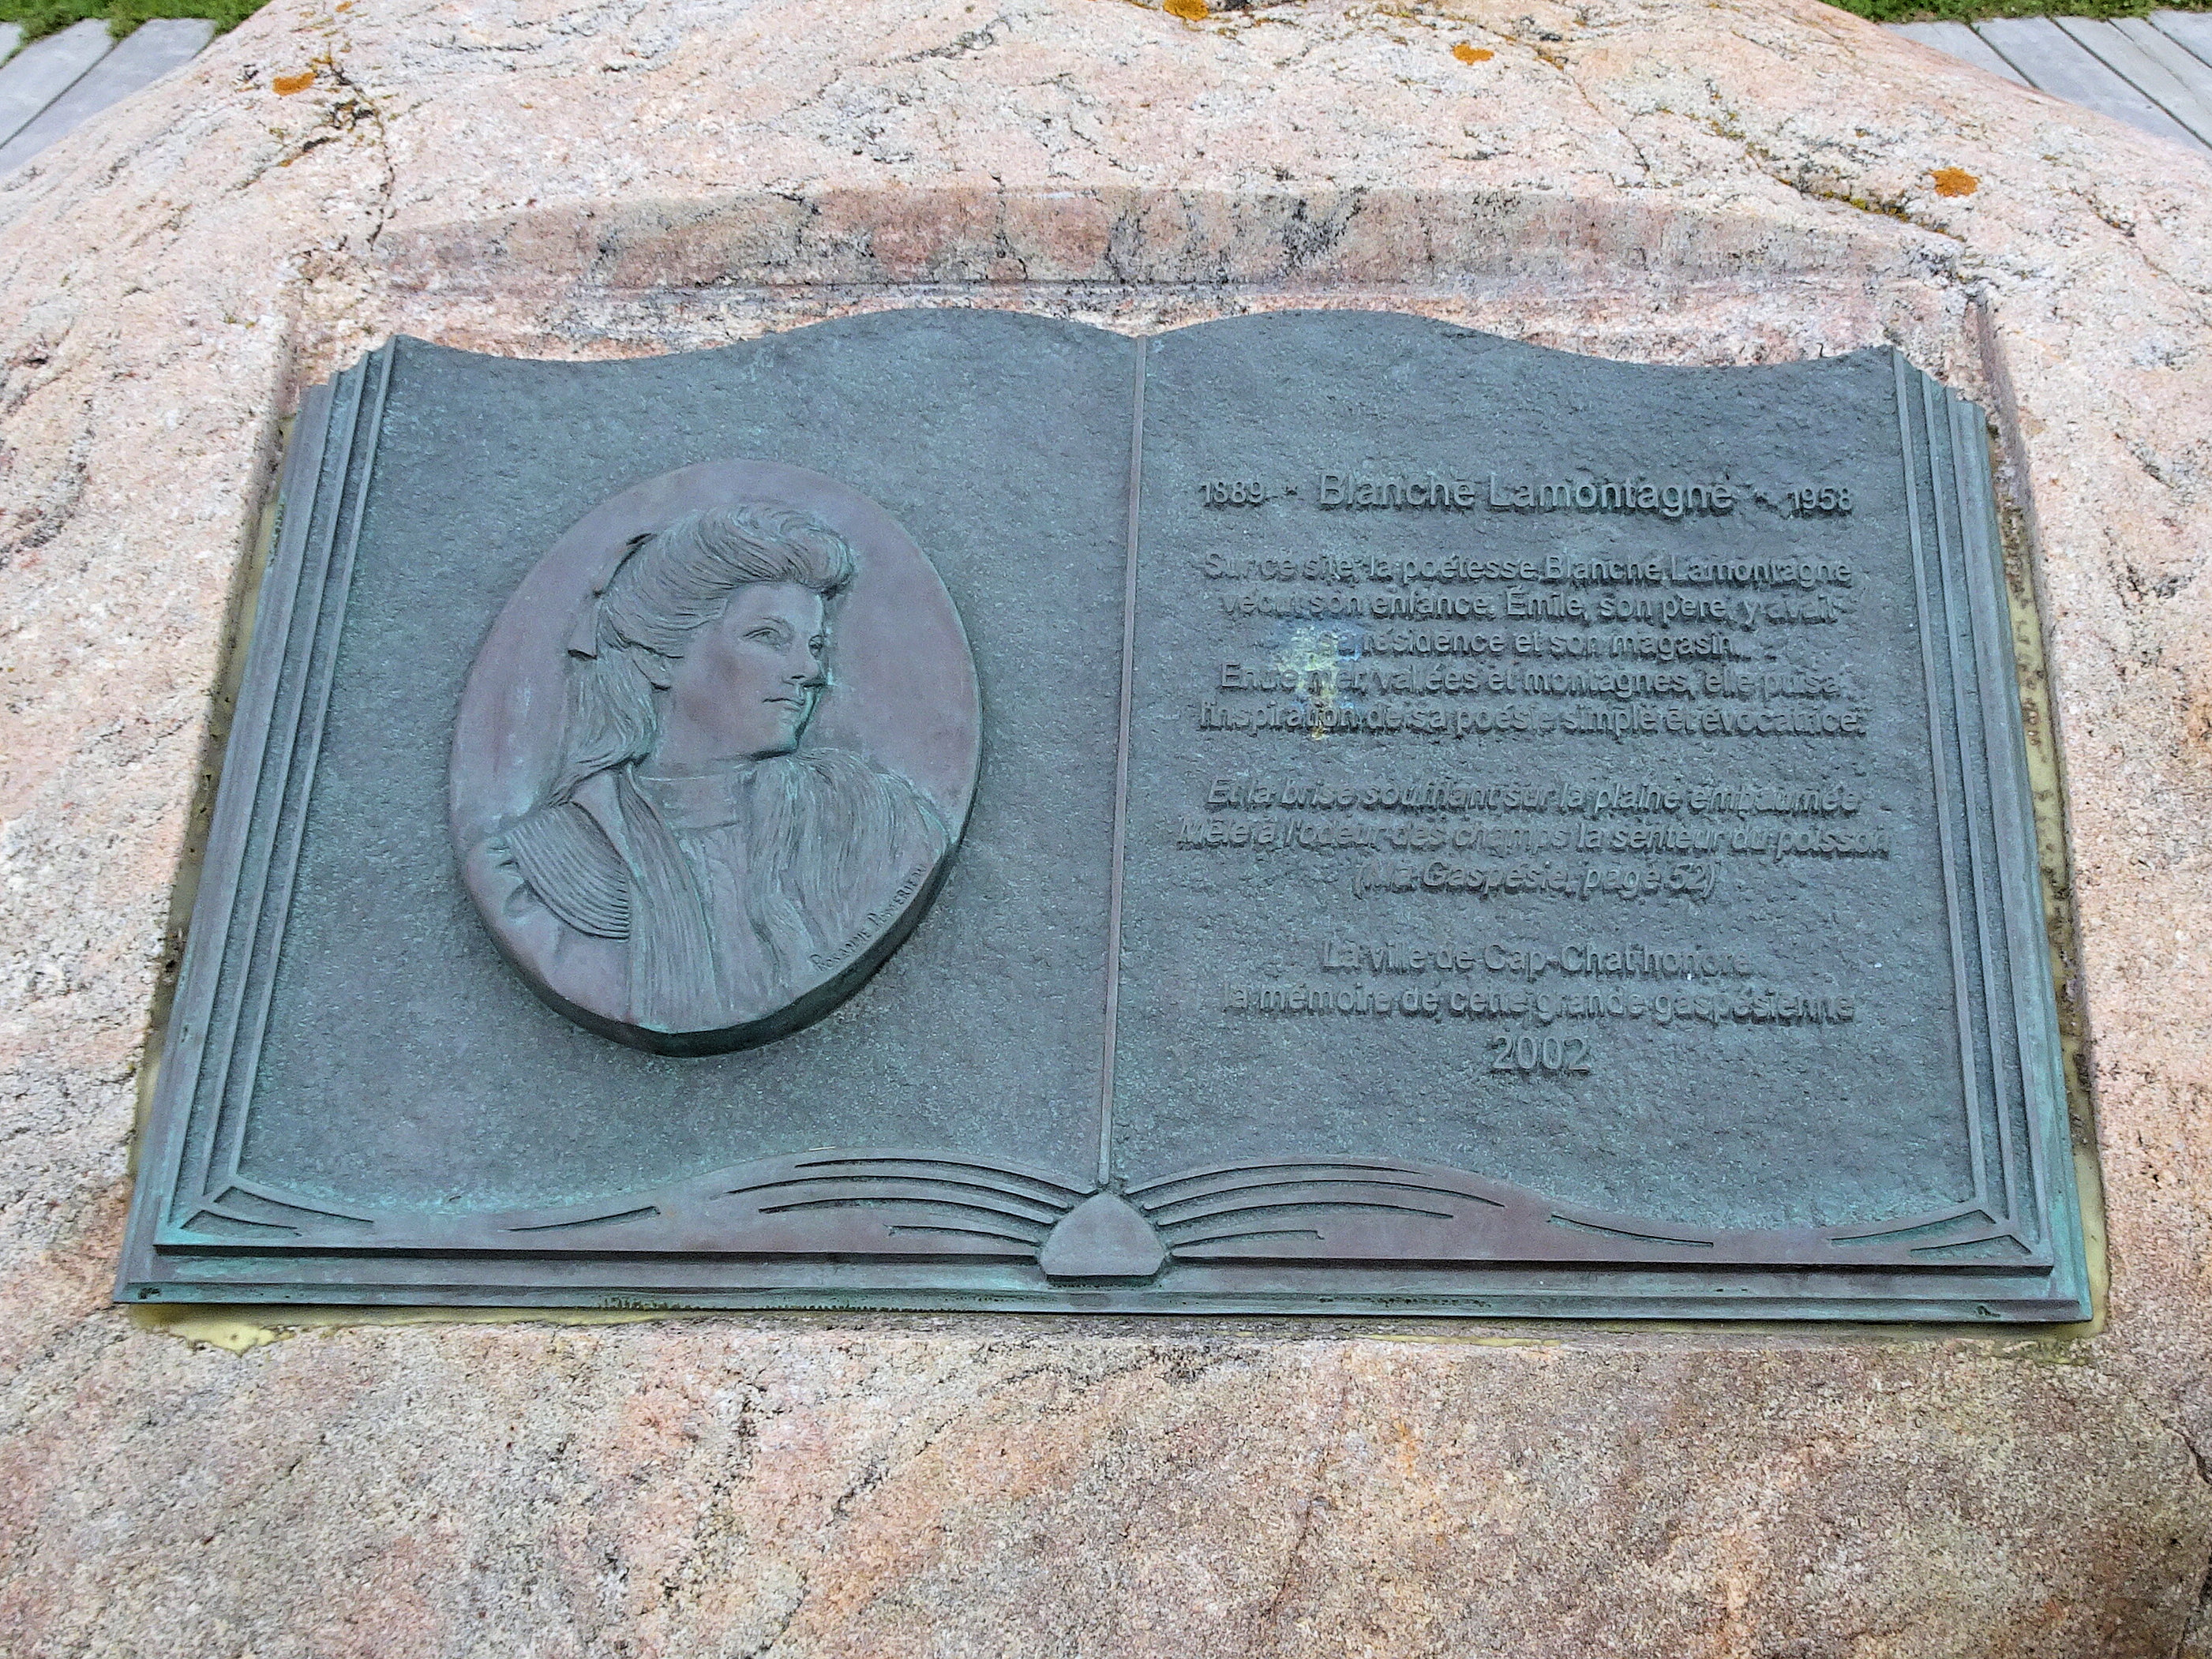 ROXANNE
1889 - Blanche Lamontagne - 1958
Sur ce site, la poétesse Blanche Lamontagne
vécut son enfance. Émile, son père, y avait
sa résidence et son magasin.
Entre mer, vallées et montagnes, elle puisa
l'inspiration de sa poésie simple et évocatrice.
Et la brise soufflant sur la plaine embaumée
Mêle à l'odeur des champs la senteur du poisson
(Ma Gaspésie, page 52)
La ville de Cap-Chat honore
la mémoire de cette grande gaspésienne
2002